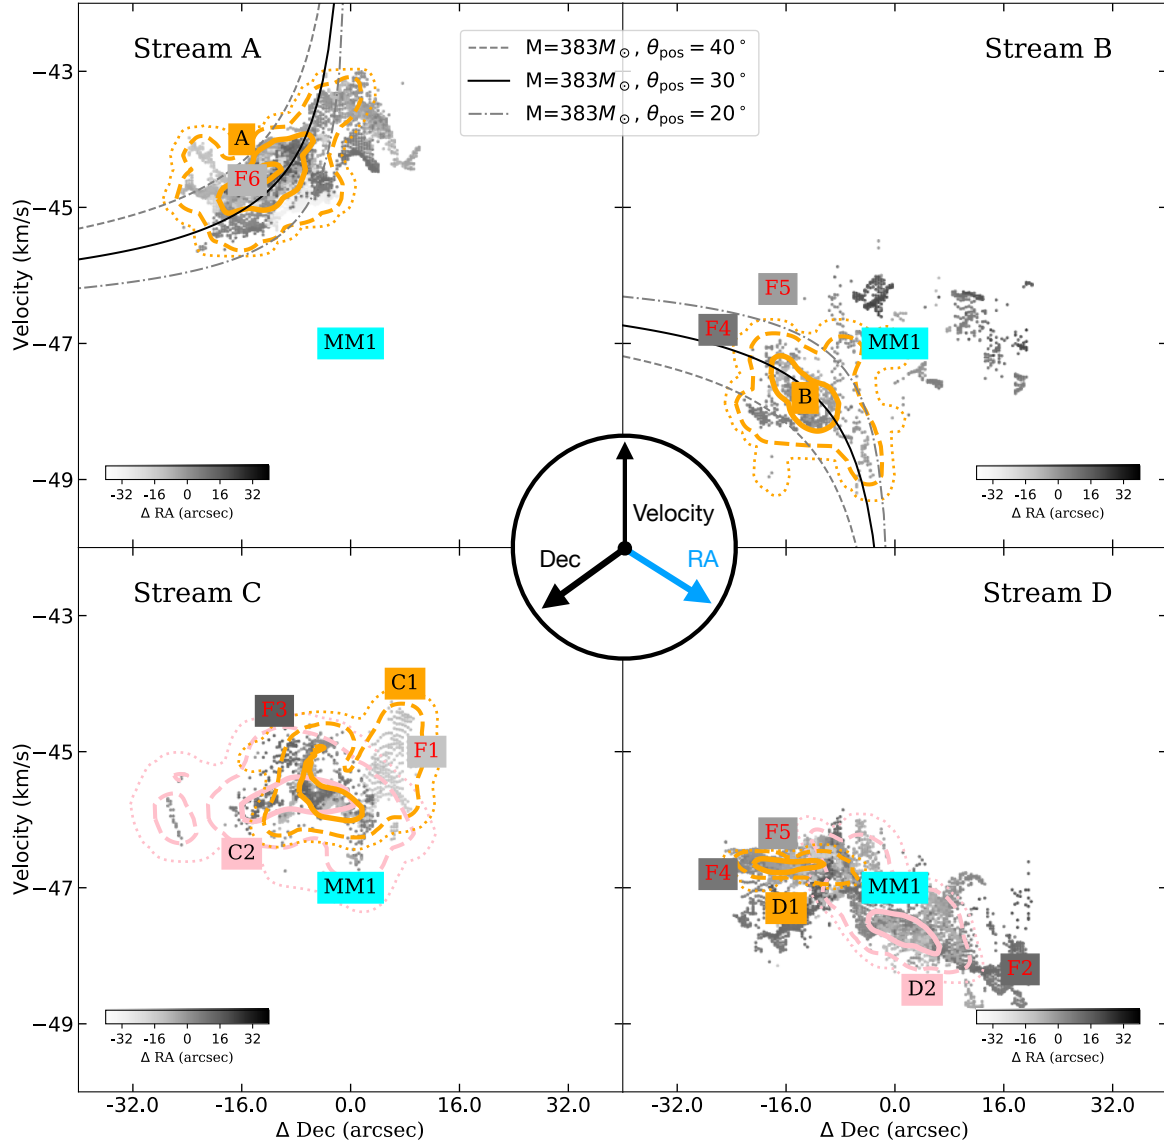 Stream A
Stream B
M=383M⊙, θpos = 40°
M=383M⊙, θpos = 30°
M=383M⊙, θpos = 20°
−43
−45
−47
−49
Velocity (km/s)
A
F6
MM1
-32 -16 0 16 32
Δ RA (arcsec)
F5
F4
MM1
B
-32 -16 0 16 32
Δ RA (arcsec)
Velocity
Dec
RA
Stream C
Stream D
−43
−45
−47
−49
Velocity (km/s)
C1
F3
F1
C2
MM1
-32 -16 0 16 32
Δ RA (arcsec)
F5
F4
MM1
D1
D2
F2
-32 -16 0 16 32
Δ RA (arcsec)
-32.0 -16.0 0.0 16.0 32.0
Δ Dec (arcsec)
-32.0 -16.0 0.0 16.0 32.0
Δ Dec (arcsec)